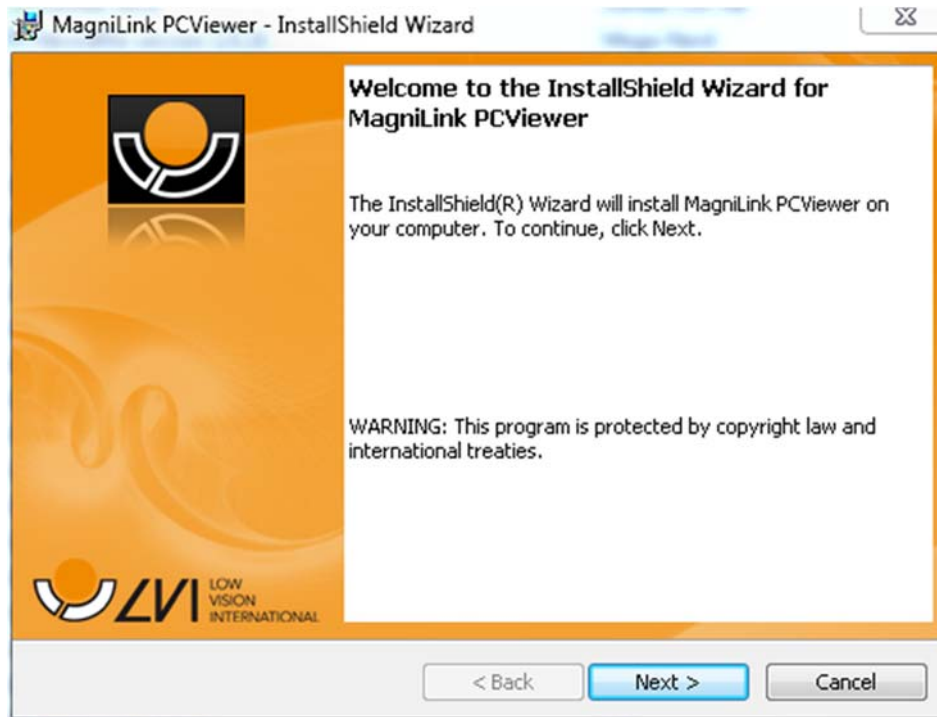 MagniLink PCViewer - InstallShield Wizard
Welcome to the InstallShield Wizard for
MagniLink PCViewer
The InstallShield(R) Wizard will install MagniLink PCViewer on
your computer. To continue, click Next.
WARNING: This program is protected by copyright law and
international treaties.
LVI
LOW
VISION
INTERNATIONAL
< Back
Next >
Cancel